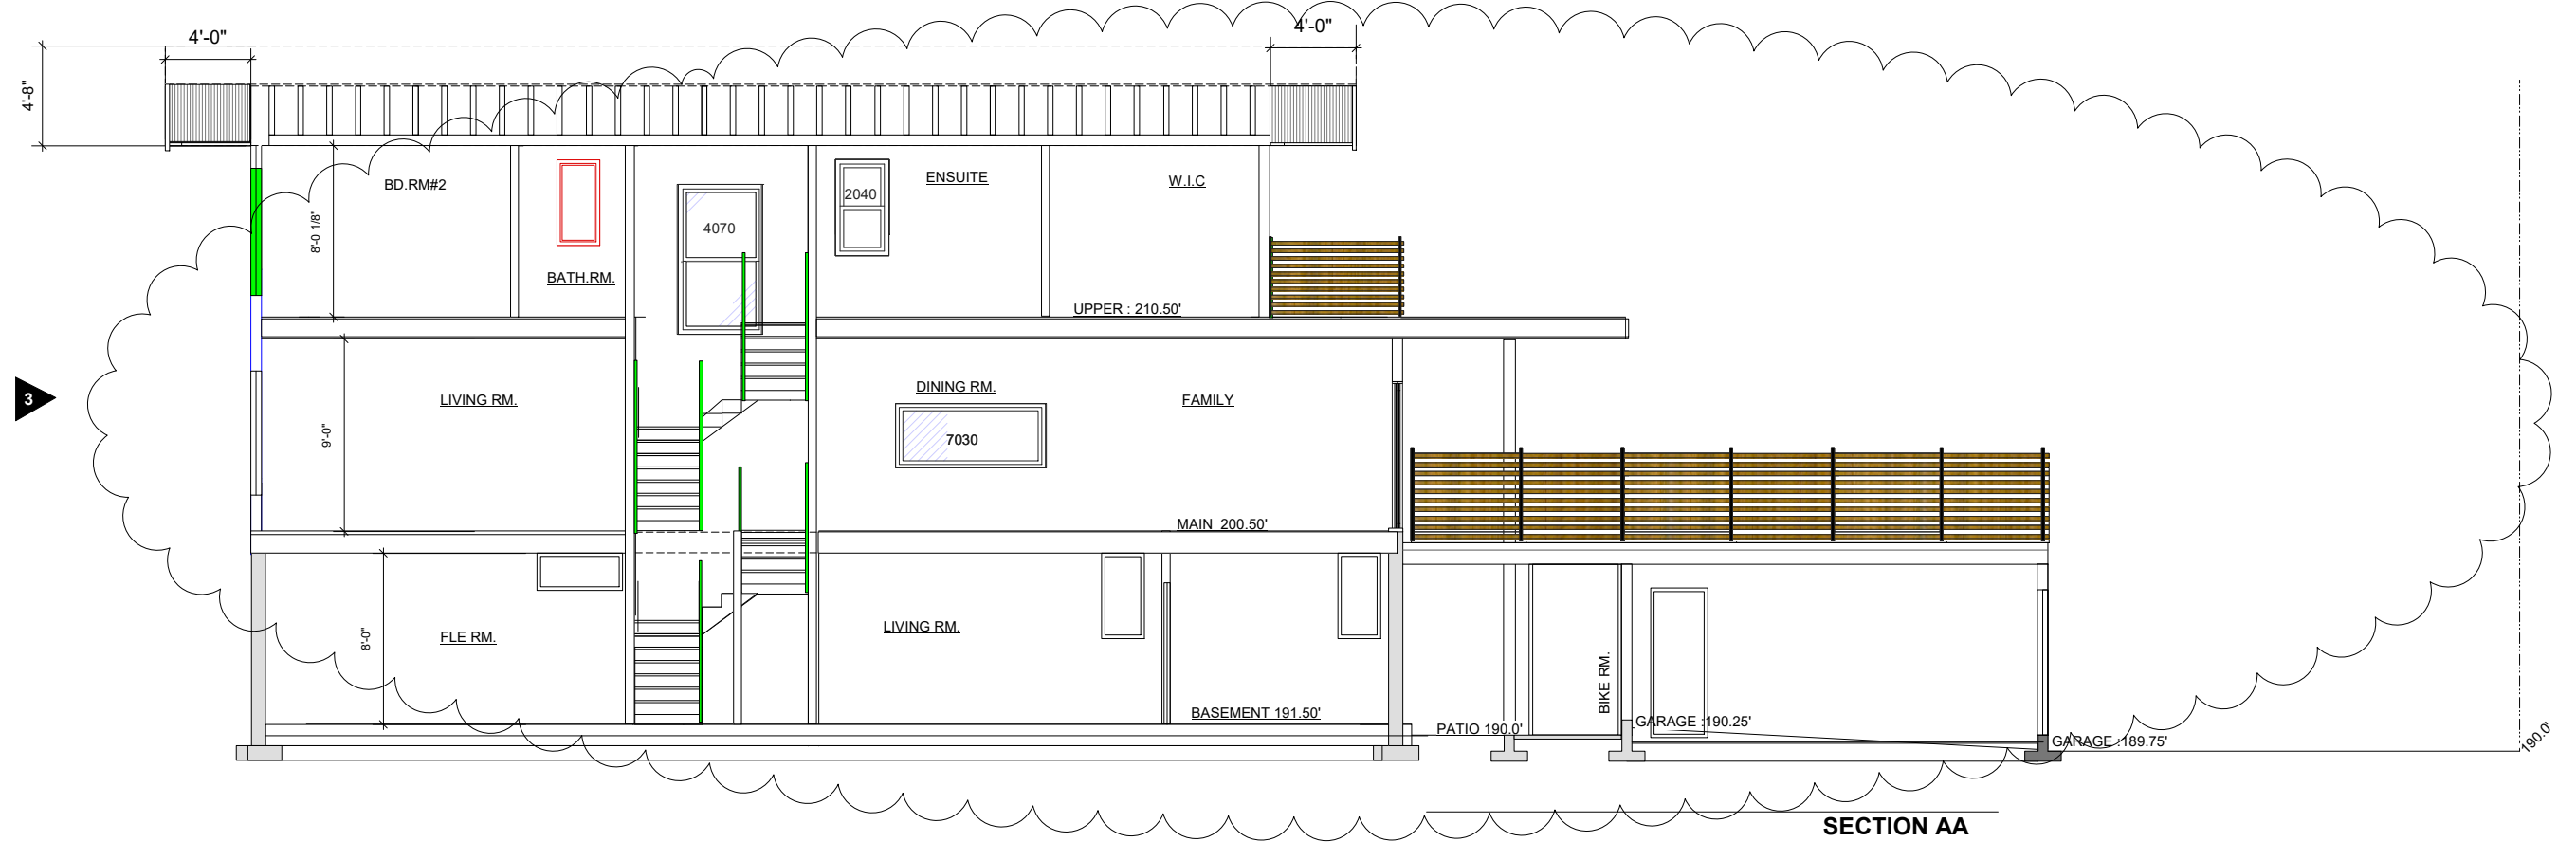 4'-0"
4'-0"
4'-8"
BD.RM#2
ENSUITE
W.I.C
2040
4070
8'-0 1/8"
BATH.RM.
UPPER : 210.50'
3
LIVING RM.
DINING RM.
FAMILY
9'-0"
7030
MAIN  200.50'
FLE RM.
LIVING RM.
8'-0"
BIKE RM.
BASEMENT 191.50'
PATIO 190.0'
GARAGE :190.25'
GARAGE :189.75'
190.0'
SECTION AA